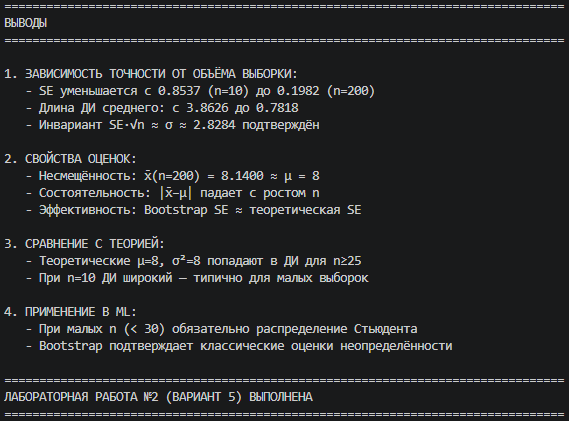 ================================================================================
ВЫВОДЫ
================================================================================
1. ЗАВИСИМОСТЬ ТОЧНОСТИ ОТ ОБЪЁМА ВЫБОРКИ:
- SE уменьшается с 0.8537 (n=10) до 0.1982 (n=200)
- Длина ДИ среднего: с 3.8626 до 0.7818
- Инвариант SE·√n ≈ σ ≈ 2.8284 подтверждён
2. СВОЙСТВА ОЦЕНОК:
- Несмещённость: x̄(n=200) = 8.1400 ≈ μ = 8
- Состоятельность: |x̄−μ| падает с ростом n
- Эффективность: Bootstrap SE ≈ теоретическая SE
3. СРАВНЕНИЕ С ТЕОРИЕЙ:
- Теоретические μ=8, σ²=8 попадают в ДИ для n≥25
- При n=10 ДИ широкий — типично для малых выборок
4. ПРИМЕНЕНИЕ В ML:
- При малых n (< 30) обязательно распределение Стьюдента
- Bootstrap подтверждает классические оценки неопределённости
================================================================================
ЛАБОРАТОРНАЯ РАБОТА №2 (ВАРИАНТ 5) ВЫПОЛНЕНА
================================================================================